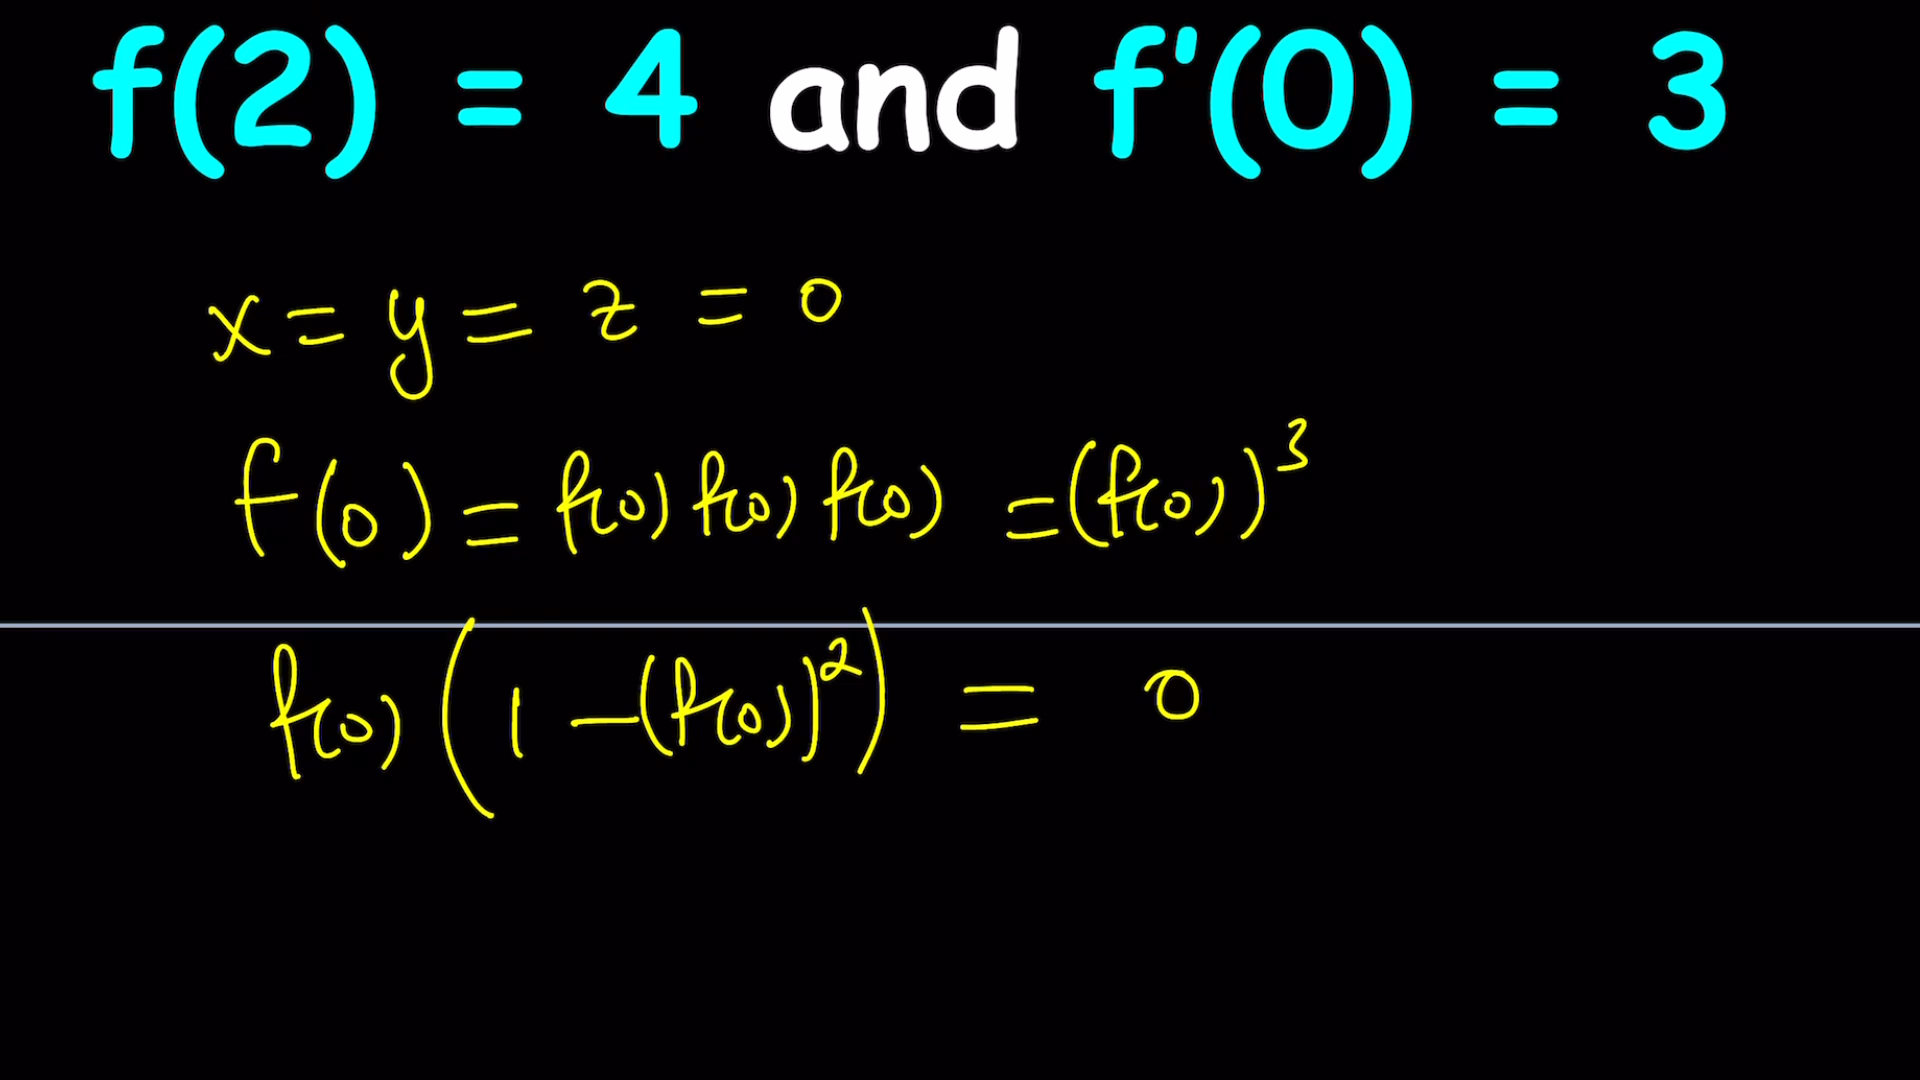 f(2) = 4 and f'(0) = 3
x = y = z = 0
f(0) = f(0) f(0) f(0) = (f(0))³
f(0) (1 - (f(0))²) = 0